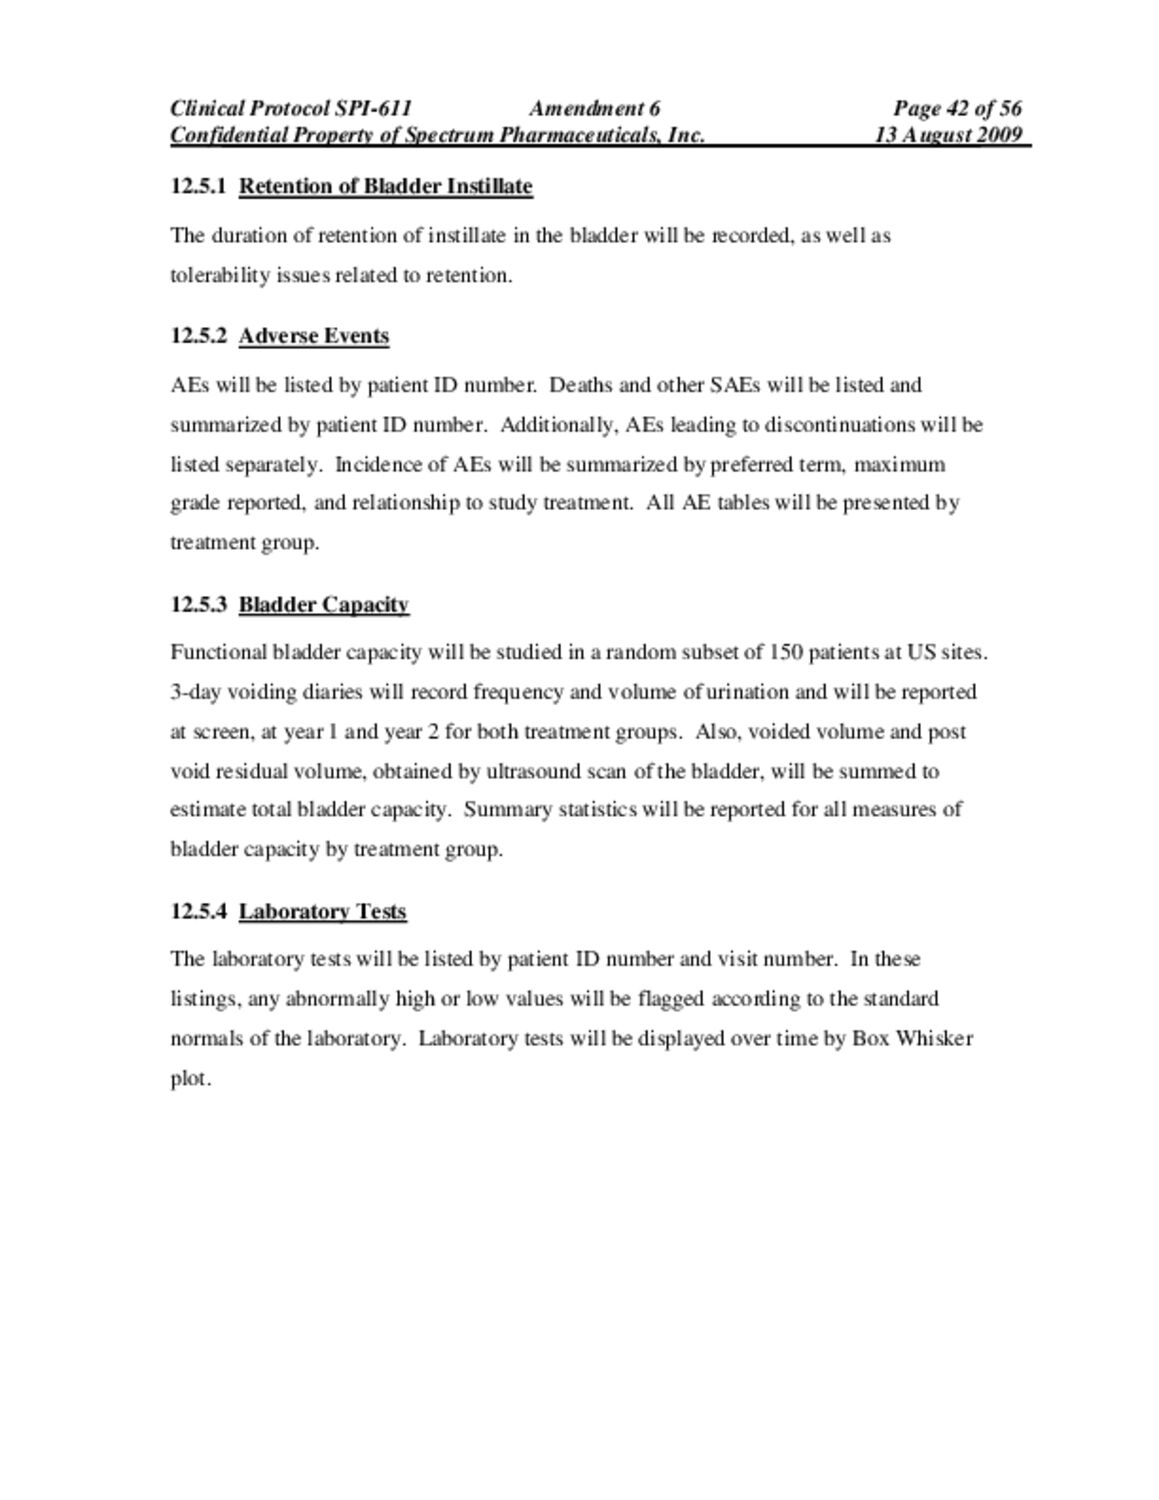 Clinical Protocol SPI-611 Amendment 6 Page 42 of 56
Confidential Property of Spectrum Pharmaceuticals, Inc. 13 August 2009
12.5.1 Retention of Bladder Instillate
The duration of retention of instillate in the bladder will be recorded, as well as
tolerability issues related to retention.
12.5.2 Adverse Events
AEs will be listed by patient ID number. Deaths and other SAEs will be listed and
summarized by patient ID number. Additionally, AEs leading to discontinuations will be
listed separately. Incidence of AEs will be summarized by preferred term, maximum
grade reported, and relationship to study treatment. All AE tables will be presented by
treatment group.
12.5.3 Bladder Capacity
Functional bladder capacity will be studied in a random subset of 150 patients at US sites.
3-day voiding diaries will record frequency and volume of urination and will be reported
at screen, at year 1 and year 2 for both treatment groups. Also, voided volume and post
void residual volume, obtained by ultrasound scan of the bladder, will be summed to
estimate total bladder capacity. Summary statistics will be reported for all measures of
bladder capacity by treatment group.
12.5.4 Laboratory Tests
The laboratory tests will be listed by patient ID number and visit number. In these
listings, any abnormally high or low values will be flagged according to the standard
normals of the laboratory. Laboratory tests will be displayed over time by Box Whisker
plot.